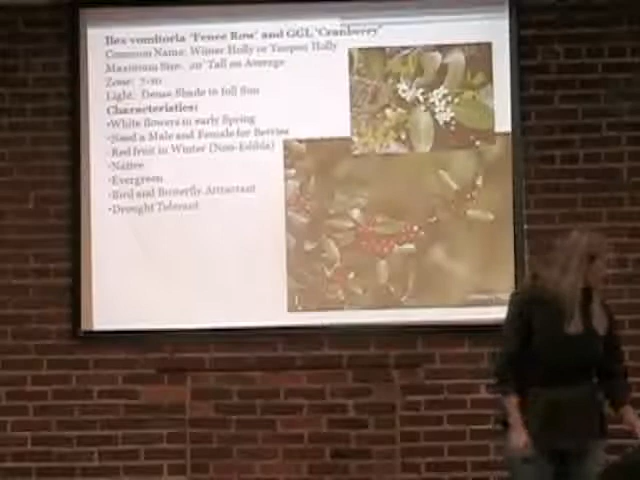 Ilex vomitoria 'Fence Row' and GGL 'Cranberry'
Common Name: Winter Holly or Yaupon Holly
Maximum Size: 20' Tall on Average
Zone: 7-10
Light: Dense Shade to full Sun
Characteristics:
•White flowers in early Spring
•Need a Male and Female for Berries
•Red fruit in Winter (Non-Edible)
•Native
•Evergreen
•Bird and Butterfly Attractant
•Drought Tolerant